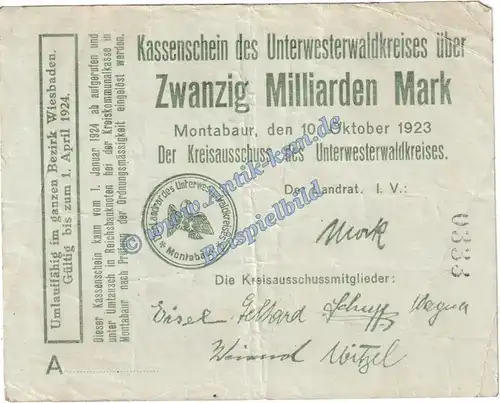 Umlauffähig im ganzen Bezirk Wiesbaden.
Gültig bis zum 1. April 1924.
Dieser Kassenschein kann vom 1. Januar 1924 ab aufgerufen und
unter Umtausch in Reichsbanknoten bei der Kreiskommunalkasse in
Montabaur nach Prüfung der Ordnungsmässigkeit eingelöst werden.
A
Kassenschein des Unterwesterwaldkreises über
Zwanzig Milliarden Mark
Montabaur, den 10. Oktober 1923
Der Kreisausschuss des Unterwesterwaldkreises.
Der Landrat. I. V.:
Die Kreisausschussmitglieder:
Montabaur
© www.antik-kan.de
Beispielbild